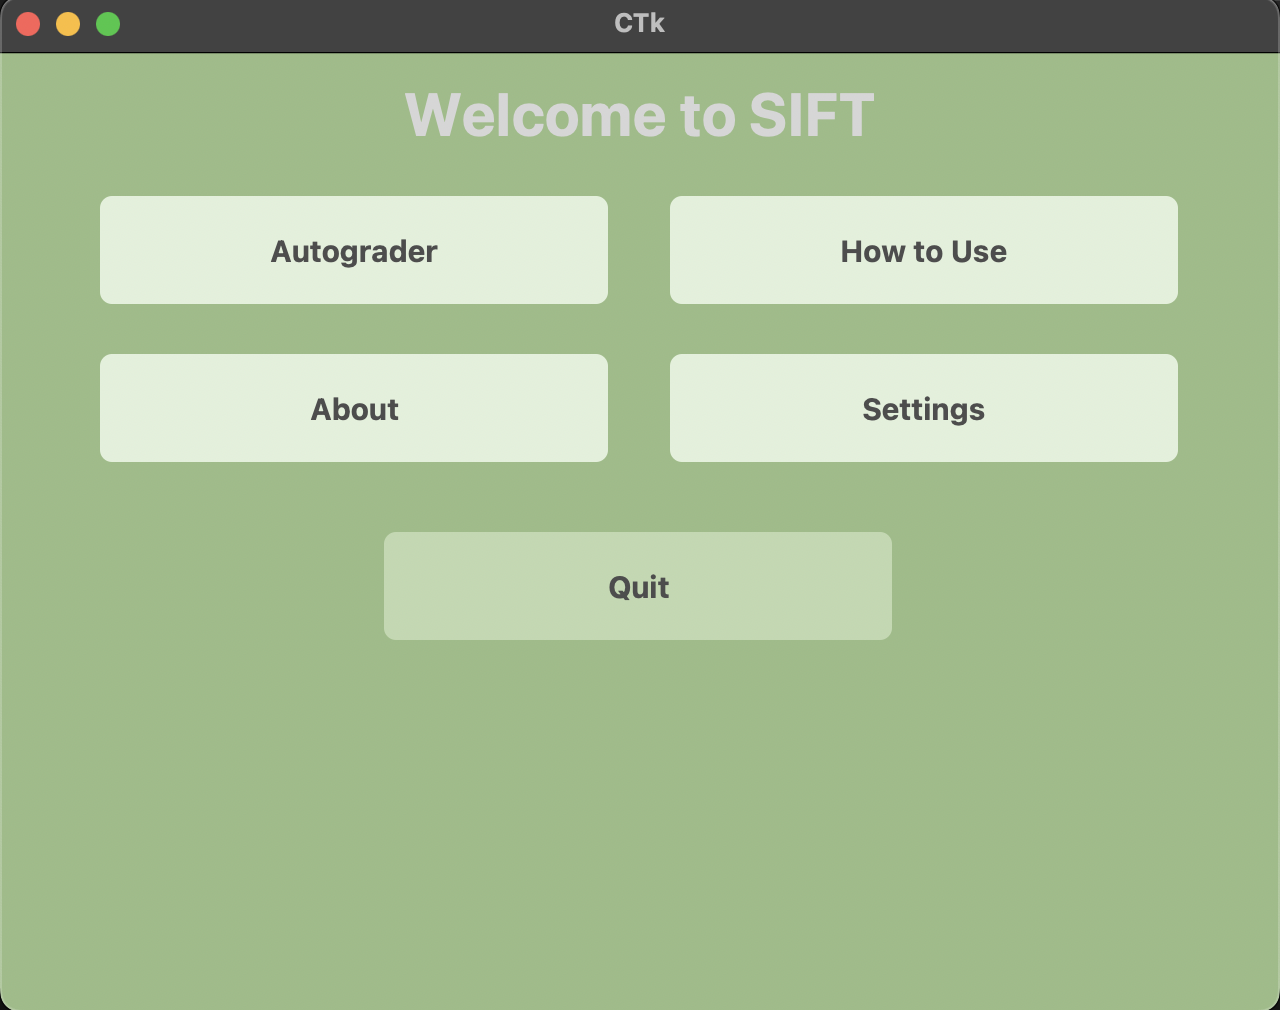 CTk
Welcome to SIFT
Autograder
How to Use
About
Settings
Quit